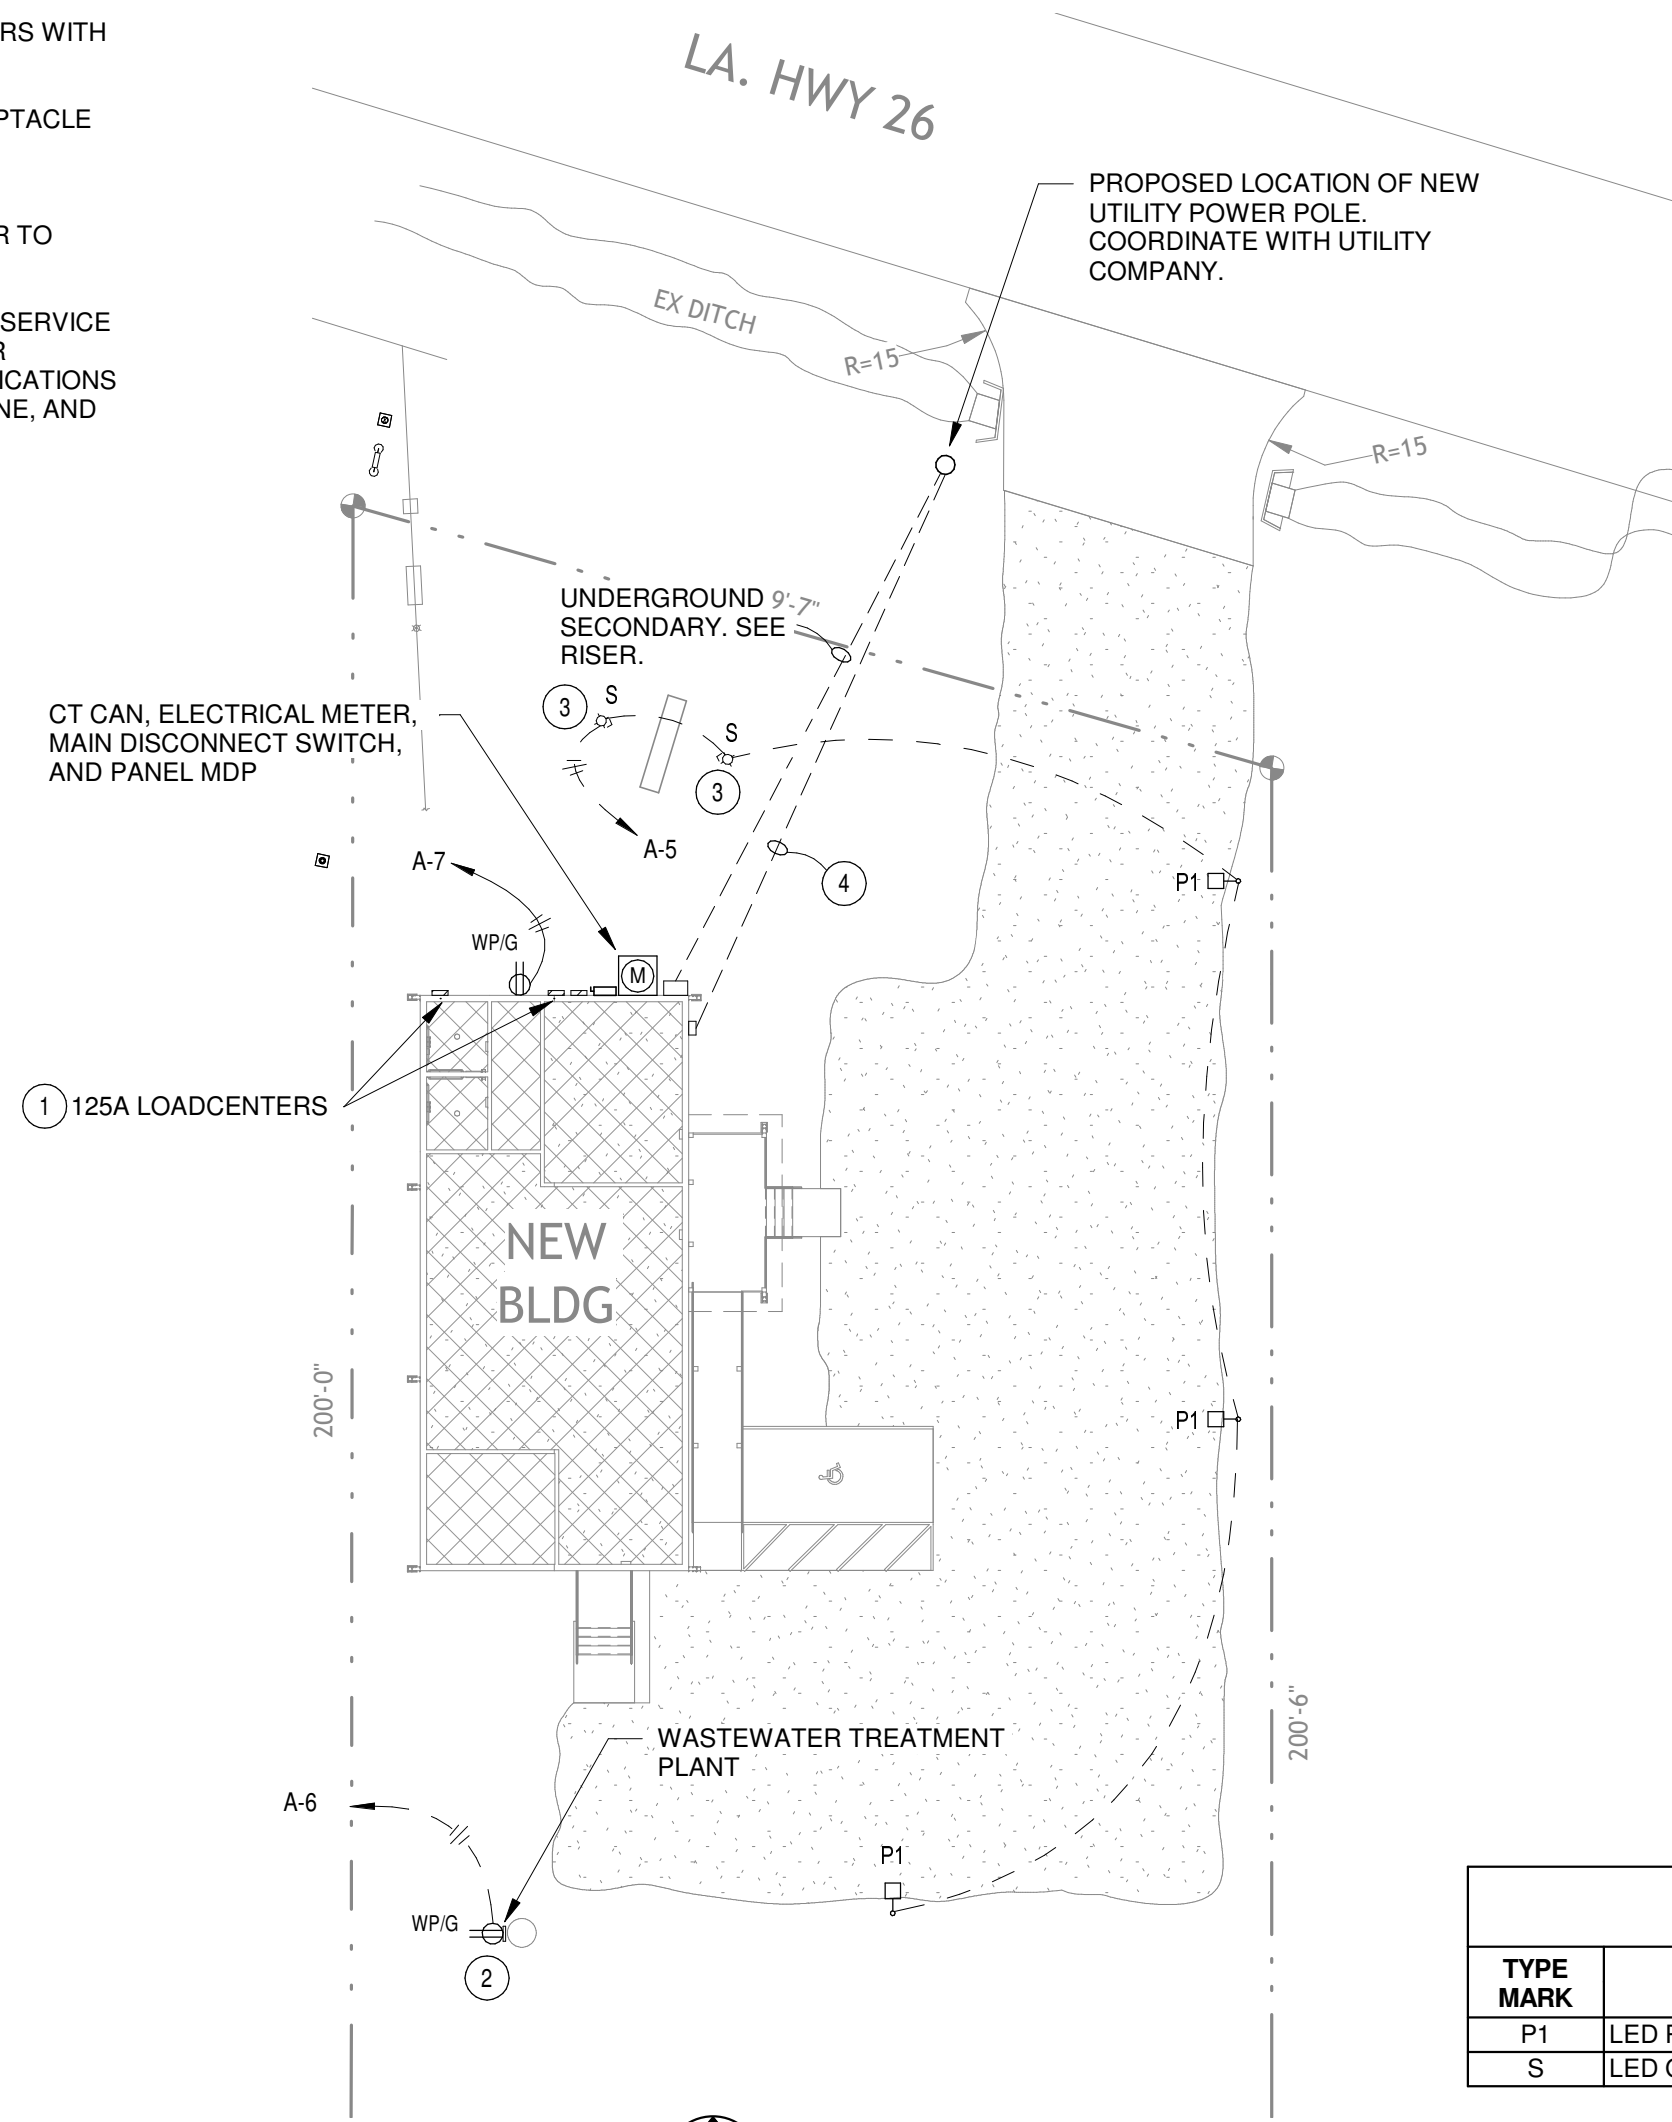 RS WITH
PTACLE
R TO
SERVICE
R
ICATIONS
NE, AND
LA. HWY 26
PROPOSED LOCATION OF NEW
UTILITY POWER POLE.
COORDINATE WITH UTILITY
COMPANY.
EX DITCH
R=15
R=15
UNDERGROUND
SECONDARY. SEE
RISER.
9'-7"
3
S
S
3
CT CAN, ELECTRICAL METER,
MAIN DISCONNECT SWITCH,
AND PANEL MDP
A-5
A-7
4
P1
WP/G
M
1 125A LOADCENTERS
NEW
BLDG
200'-0"
P1
200'-6"
WASTEWATER TREATMENT
PLANT
A-6
P1
WP/G
2
TYPE
MARK
P1 LED
S LED